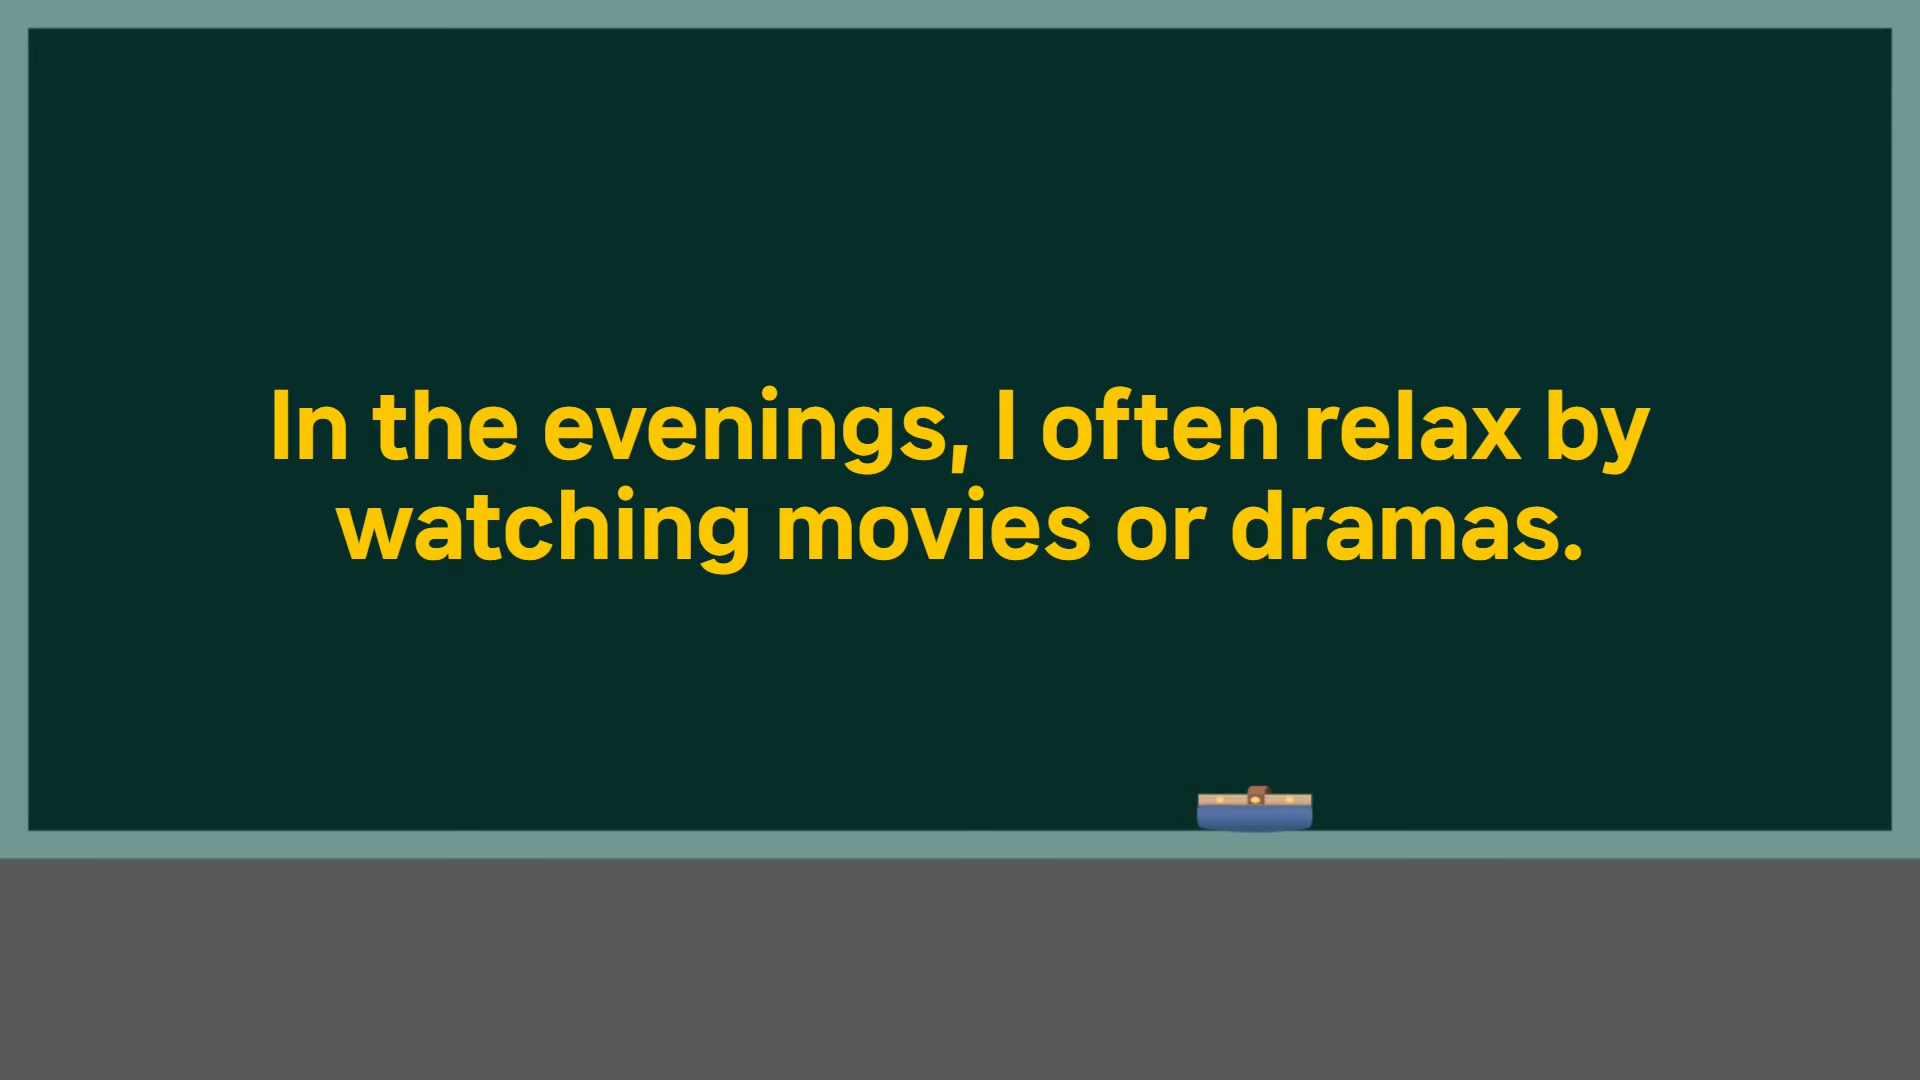 In the evenings, I often relax by
watching movies or dramas.